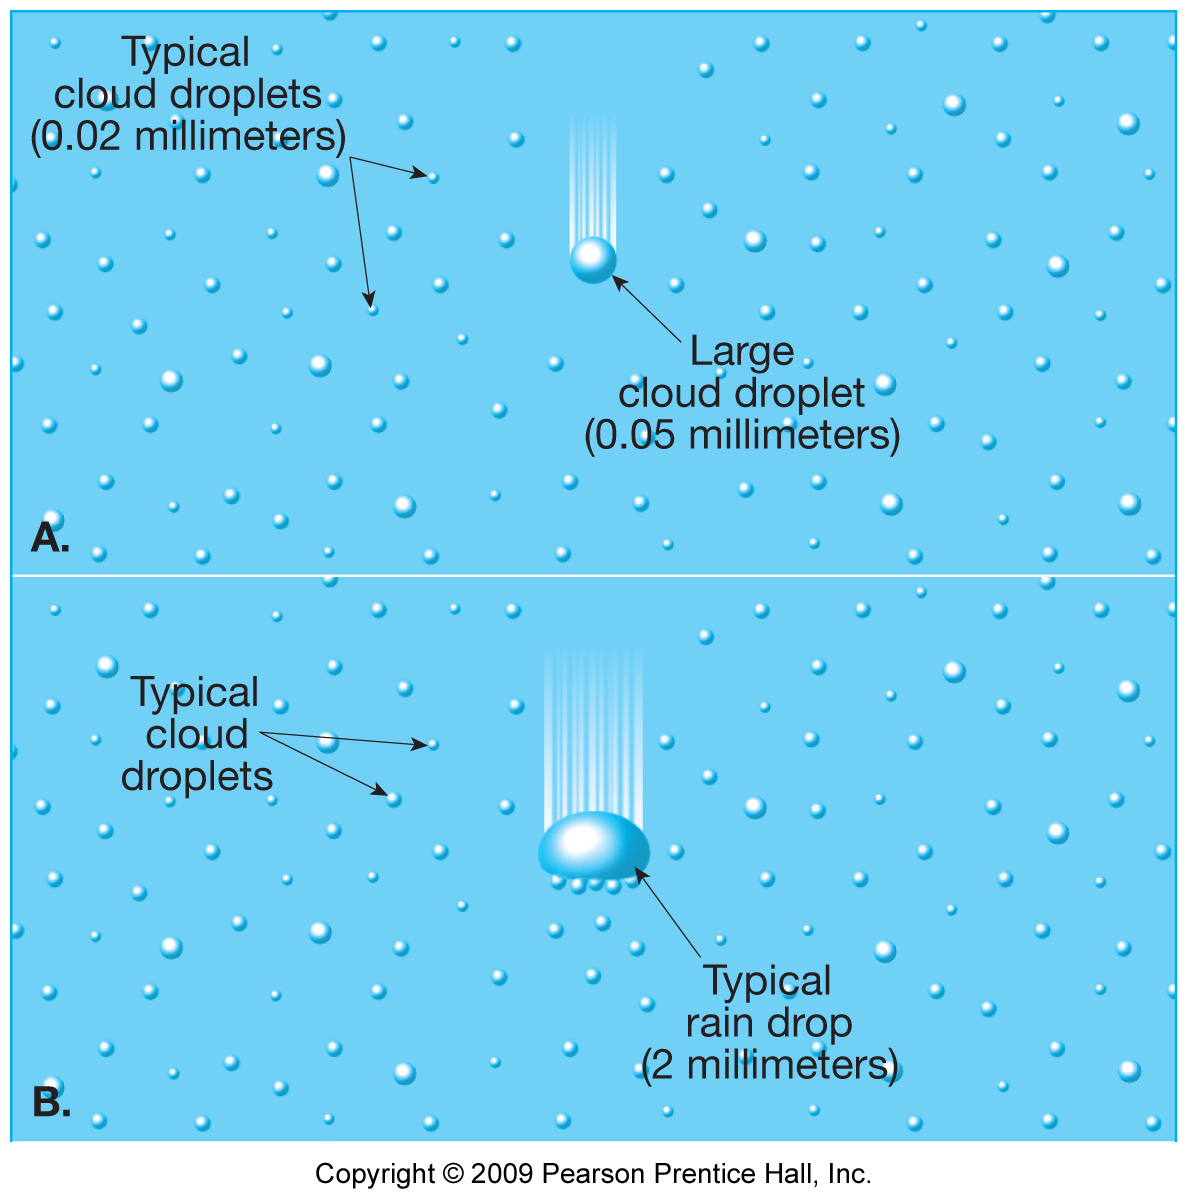 Typical
cloud droplets
(0.02 millimeters)
Large
cloud droplet
(0.05 millimeters)
A.
Typical
cloud
droplets
Typical
rain drop
(2 millimeters)
B.
Copyright © 2009 Pearson Prentice Hall, Inc.